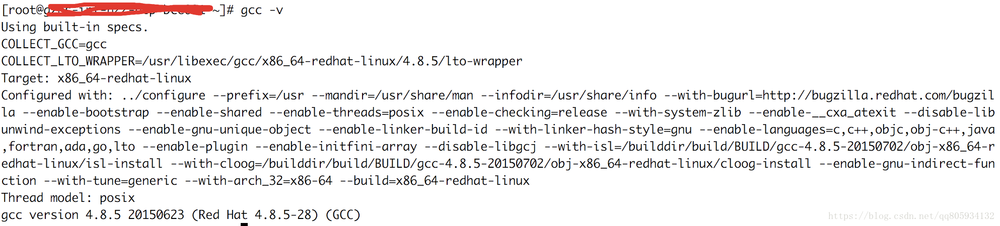 [root@ ~]# gcc -v
Using built-in specs.
COLLECT_GCC=gcc
COLLECT_LTO_WRAPPER=/usr/libexec/gcc/x86_64-redhat-linux/4.8.5/lto-wrapper
Target: x86_64-redhat-linux
Configured with: ../configure --prefix=/usr --mandir=/usr/share/man --infodir=/usr/share/info --with-bugurl=http://bugzilla.redhat.com/bugzil
la --enable-bootstrap --enable-shared --enable-threads=posix --enable-checking=release --with-system-zlib --enable-__cxa_atexit --disable-lib
unwind-exceptions --enable-gnu-unique-object --enable-linker-build-id --with-linker-hash-style=gnu --enable-languages=c,c++,objc,obj-c++,java
,fortran,ada,go,lto --enable-plugin --enable-initfini-array --disable-libgcj --with-isl=/builddir/build/BUILD/gcc-4.8.5-20150702/obj-x86_64-r
edhat-linux/isl-install --with-cloog=/builddir/build/BUILD/gcc-4.8.5-20150702/obj-x86_64-redhat-linux/cloog-install --enable-gnu-indirect-fun
ction --with-tune=generic --with-arch_32=x86-64 --build=x86_64-redhat-linux
Thread model: posix
gcc version 4.8.5 20150623 (Red Hat 4.8.5-28) (GCC)
https://blog.csdn.net/qq805934132